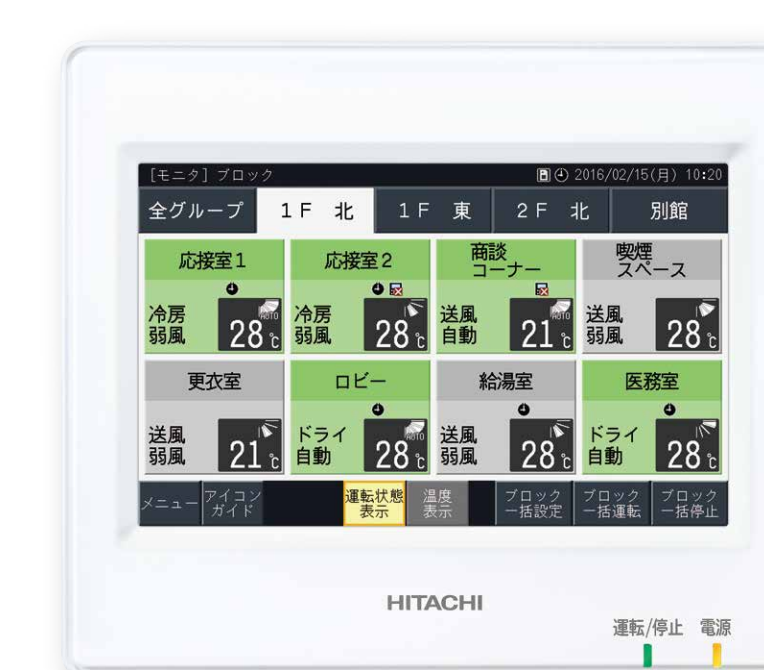 [モニタ] ブロック
2016/02/15(月) 10:20
全グループ
1F 北
1F 東
2F 北
別館
応接室1
冷房
弱風
AUTO
28℃
応接室2
冷房
弱風
28℃
商談
コーナー
送風
自動
AUTO
21℃
喫煙
スペース
送風
弱風
28℃
更衣室
送風
弱風
21℃
ロビー
ドライ
自動
AUTO
28℃
給湯室
送風
弱風
28℃
医務室
ドライ
自動
28℃
メニュー
アイコン
ガイド
運転状態
表示
温度
表示
ブロック
一括設定
ブロック
一括運転
ブロック
一括停止
HITACHI
運転/停止 電源